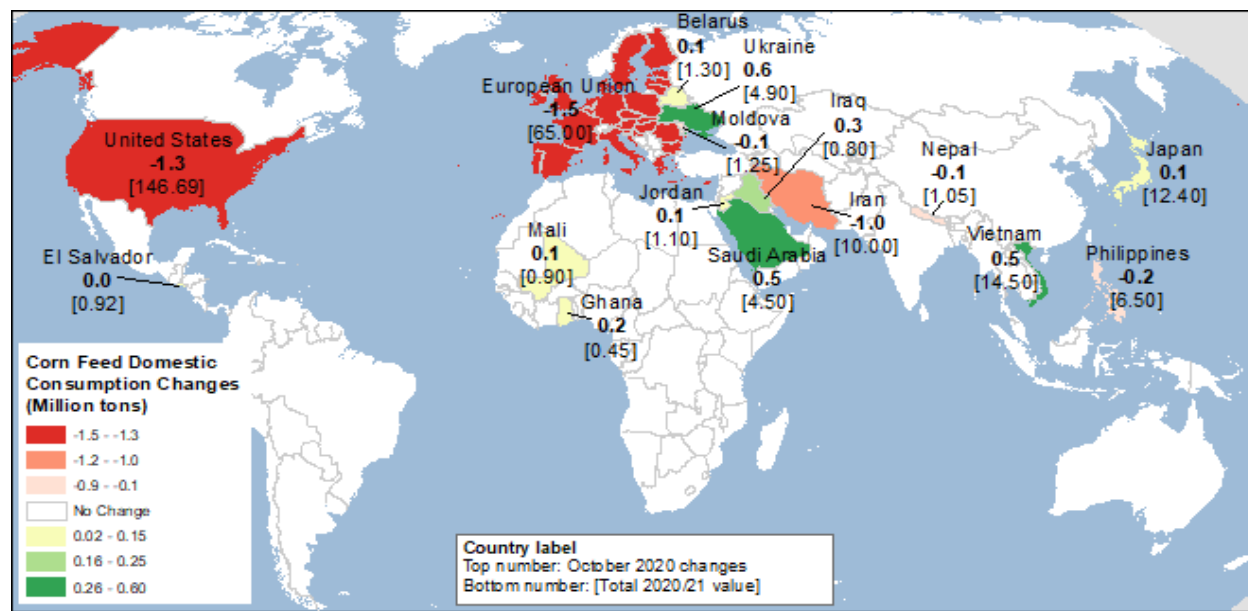 Belarus
0.1
[1.30]
Ukraine
0.6
[4.90]
European Union
-1.5
[65.00]
Moldova
-0.1
[1.25]
Iraq
0.3
[0.80]
Nepal
-0.1
[1.05]
Japan
0.1
[12.40]
United States
-1.3
[146.69]
Jordan
0.1
[1.10]
Iran
-1.0
[10.00]
Mali
0.1
[0.90]
Saudi Arabia
0.5
[4.50]
Vietnam
0.5
[14.50]
Philippines
-0.2
[6.50]
El Salvador
0.0
[0.92]
Ghana
0.2
[0.45]
Corn Feed Domestic
Consumption Changes
(Million tons)
-1.5 - -1.3
-1.2 - -1.0
-0.9 - -0.1
No Change
0.02 - 0.15
0.16 - 0.25
0.26 - 0.60
Country label
Top number: October 2020 changes
Bottom number: [Total 2020/21 value]